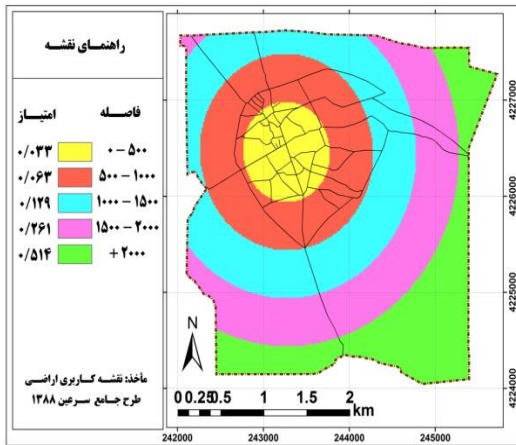 راهنمای نقشه
فاصله امتیاز
۰ - ۵۰۰ ۰/۰۳۳
۵۰۰ - ۱۰۰۰ ۰/۰۶۳
۱۰۰۰ - ۱۵۰۰ ۰/۱۲۹
۱۵۰۰ - ۲۰۰۰ ۰/۲۶۱
+ ۲۰۰۰ ۰/۵۱۴
مأخذ: نقشه کاربری اراضی
طرح جامع سرعین ۱۳۸۸
N
0 0.25 0.5 1 1.5 2
km
242000 243000 244000 245000
4227000
4226000
4225000
4224000